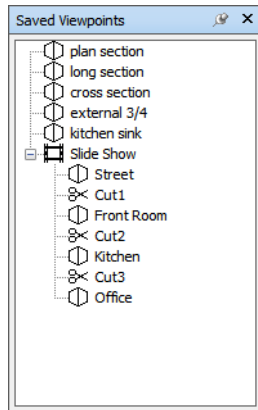 Saved Viewpoints
plan section
long section
cross section
external 3/4
kitchen sink
Slide Show
Street
Cut1
Front Room
Cut2
Kitchen
Cut3
Office